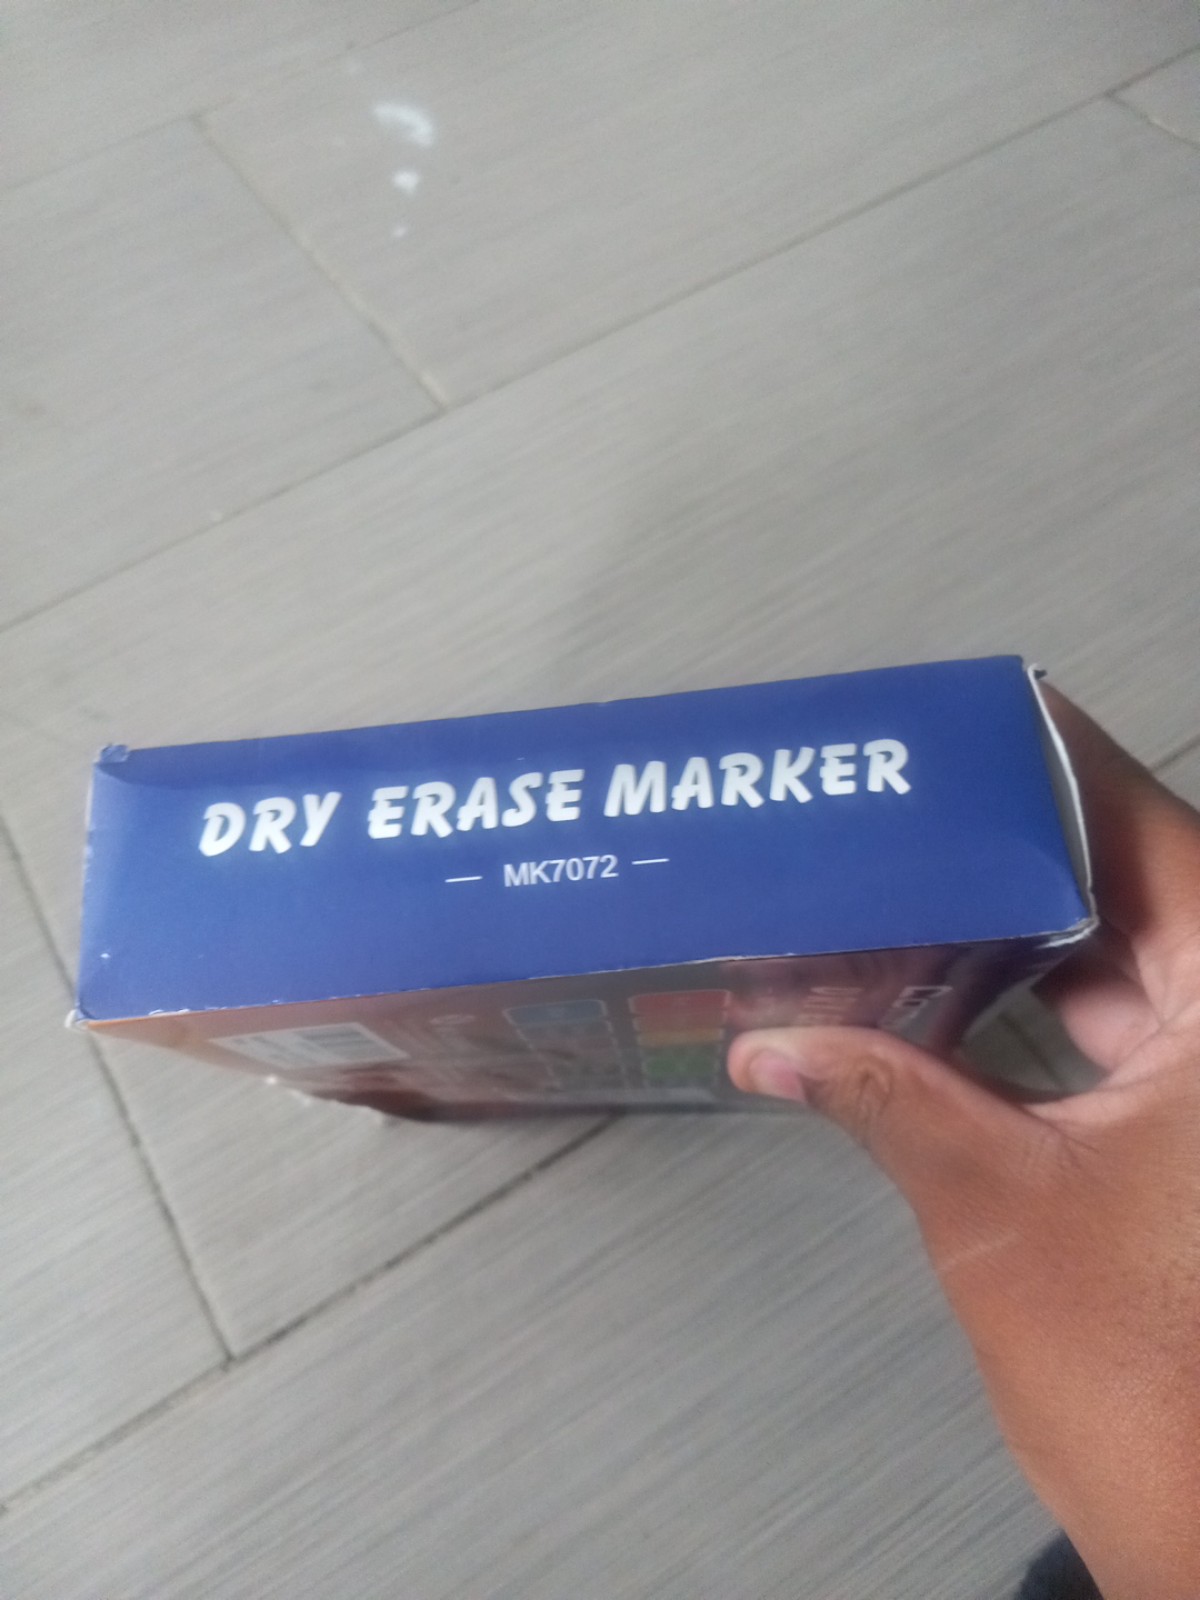 DRY ERASE MARKER
— MK7072 —